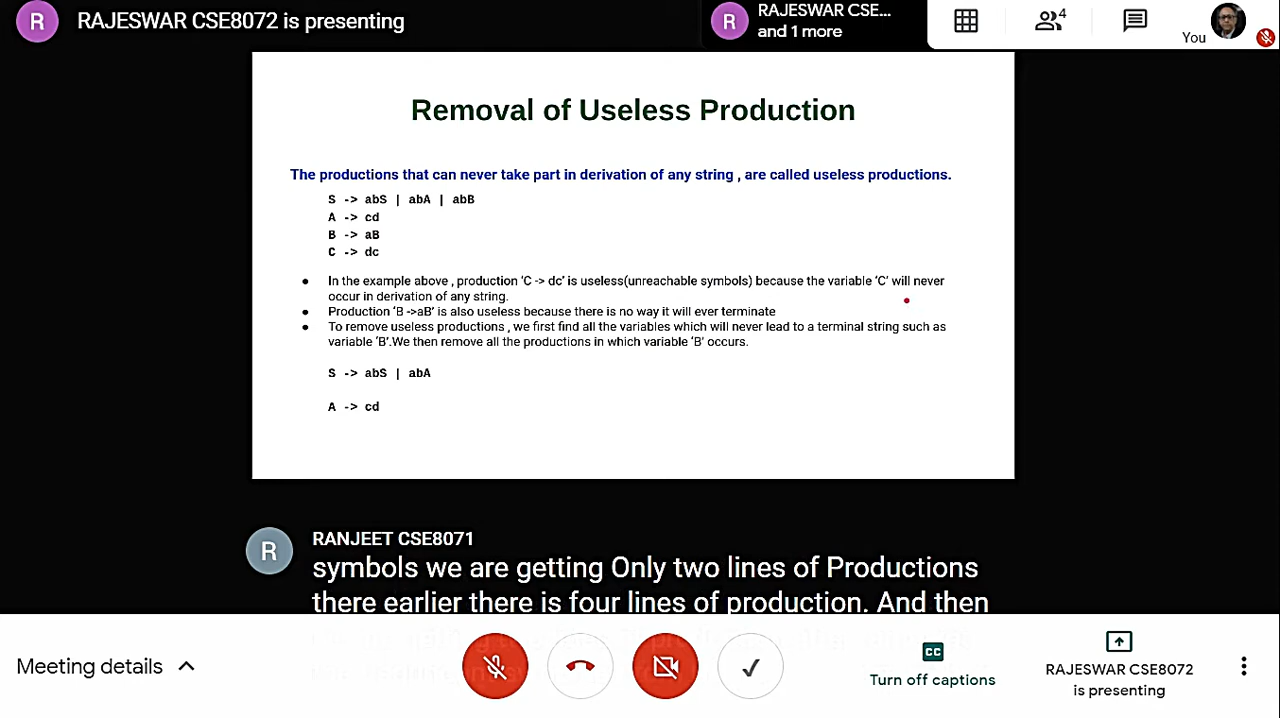 R
RAJESWAR CSE8072 is presenting
R
RAJESWAR CSE...
and 1 more
4
You
Removal of Useless Production
The productions that can never take part in derivation of any string , are called useless productions.
S -> abS | abA | abB
A -> cd
B -> aB
C -> dc
● In the example above , production ‘C -> dc’ is useless(unreachable symbols) because the variable ‘C’ will never
occur in derivation of any string.
● Production ‘B ->aB’ is also useless because there is no way it will ever terminate
● To remove useless productions , we first find all the variables which will never lead to a terminal string such as
variable ‘B’.We then remove all the productions in which variable ‘B’ occurs.
S -> abS | abA
A -> cd
R
RANJEET CSE8071
symbols we are getting Only two lines of Productions
there earlier there is four lines of production. And then
Meeting details
CC
Turn off captions
RAJESWAR CSE8072
is presenting